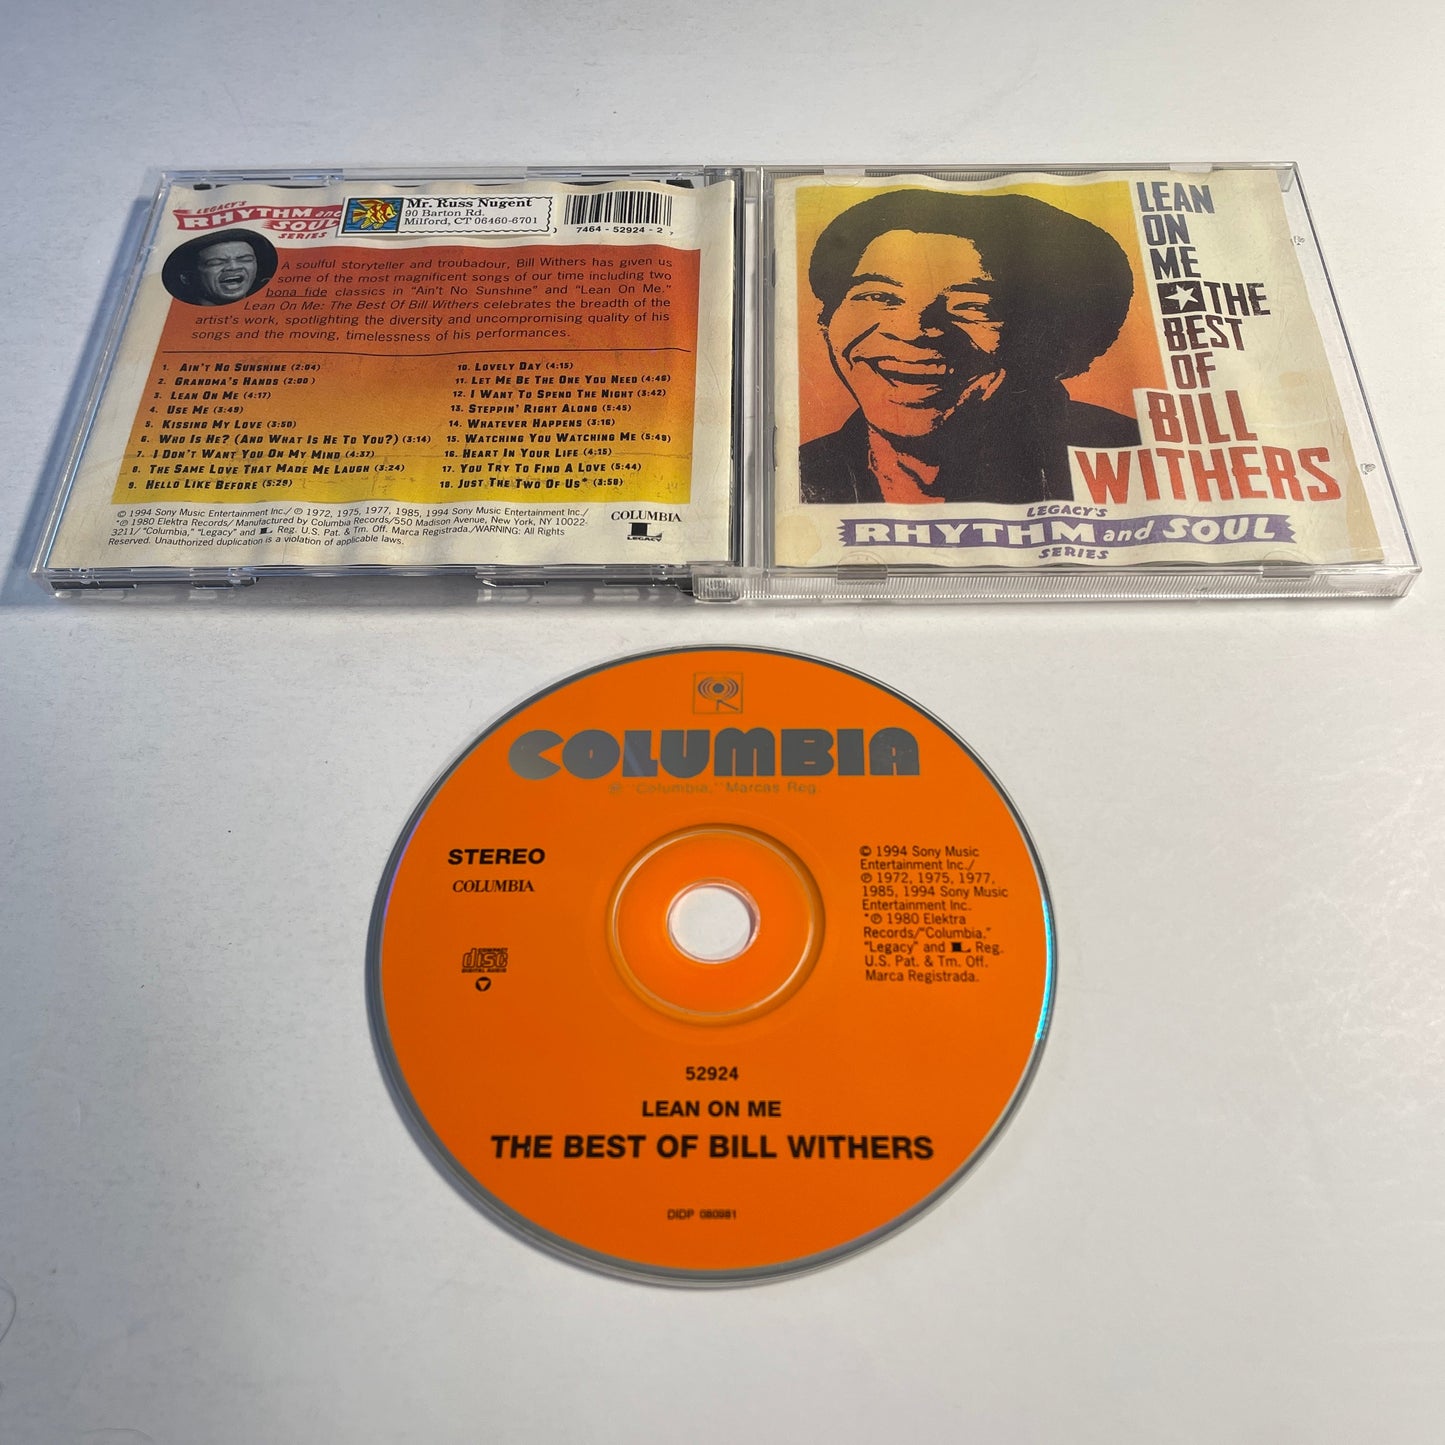 LEGACY'S
RHYTHM and
SOUL
SERIES
Mr. Russ Nugent
90 Barton Rd.
Milford, CT 06460-6701
7464 - 52924 - 2
A soulful storyteller and troubadour, Bill Withers has given us
some of the most magnificent songs of our time including two
bona fide classics in "Ain't No Sunshine" and "Lean On Me."
Lean On Me: The Best Of Bill Withers celebrates the breadth of the
artist's work, spotlighting the diversity and uncompromising quality of his
songs and the moving, timelessness of his performances.
1. AIN'T NO SUNSHINE (2:04)
2. GRANDMA'S HANDS (2:00)
3. LEAN ON ME (4:17)
4. USE ME (3:49)
5. KISSING MY LOVE (3:50)
6. WHO IS HE? (AND WHAT IS HE TO YOU?) (3:14)
7. I DON'T WANT YOU ON MY MIND (4:37)
8. THE SAME LOVE THAT MADE ME LAUGH (3:24)
9. HELLO LIKE BEFORE (5:29)
10. LOVELY DAY (4:15)
11. LET ME BE THE ONE YOU NEED (4:46)
12. I WANT TO SPEND THE NIGHT (3:42)
13. STEPPIN' RIGHT ALONG (5:45)
14. WHATEVER HAPPENS (3:16)
15. WATCHING YOU WATCHING ME (5:49)
16. HEART IN YOUR LIFE (4:15)
17. YOU TRY TO FIND A LOVE (5:44)
18. JUST THE TWO OF US* (3:58)
© 1994 Sony Music Entertainment Inc./ ℗ 1972, 1975, 1977, 1985, 1994 Sony Music Entertainment Inc./
*℗ 1980 Elektra Records/ Manufactured by Columbia Records/550 Madison Avenue, New York, NY 10022-
3211/"Columbia," "Legacy" and L Reg. U.S. Pat. & Tm. Off. Marca Registrada./WARNING: All Rights
Reserved. Unauthorized duplication is a violation of applicable laws.
COLUMBIA
LEGACY
LEAN
ON
ME
THE
BEST
OF
BILL
WITHERS
LEGACY'S
RHYTHM and SOUL
SERIES
COLUMBIA
® "Columbia," Marcas Reg.
STEREO
COLUMBIA
COMPACT
disc
DIGITAL AUDIO
© 1994 Sony Music
Entertainment Inc./
℗ 1972, 1975, 1977,
1985, 1994 Sony Music
Entertainment Inc.
*℗ 1980 Elektra
Records/"Columbia,"
"Legacy" and L Reg.
U.S. Pat. & Tm. Off.
Marca Registrada.
52924
LEAN ON ME
THE BEST OF BILL WITHERS
DIDP 080981